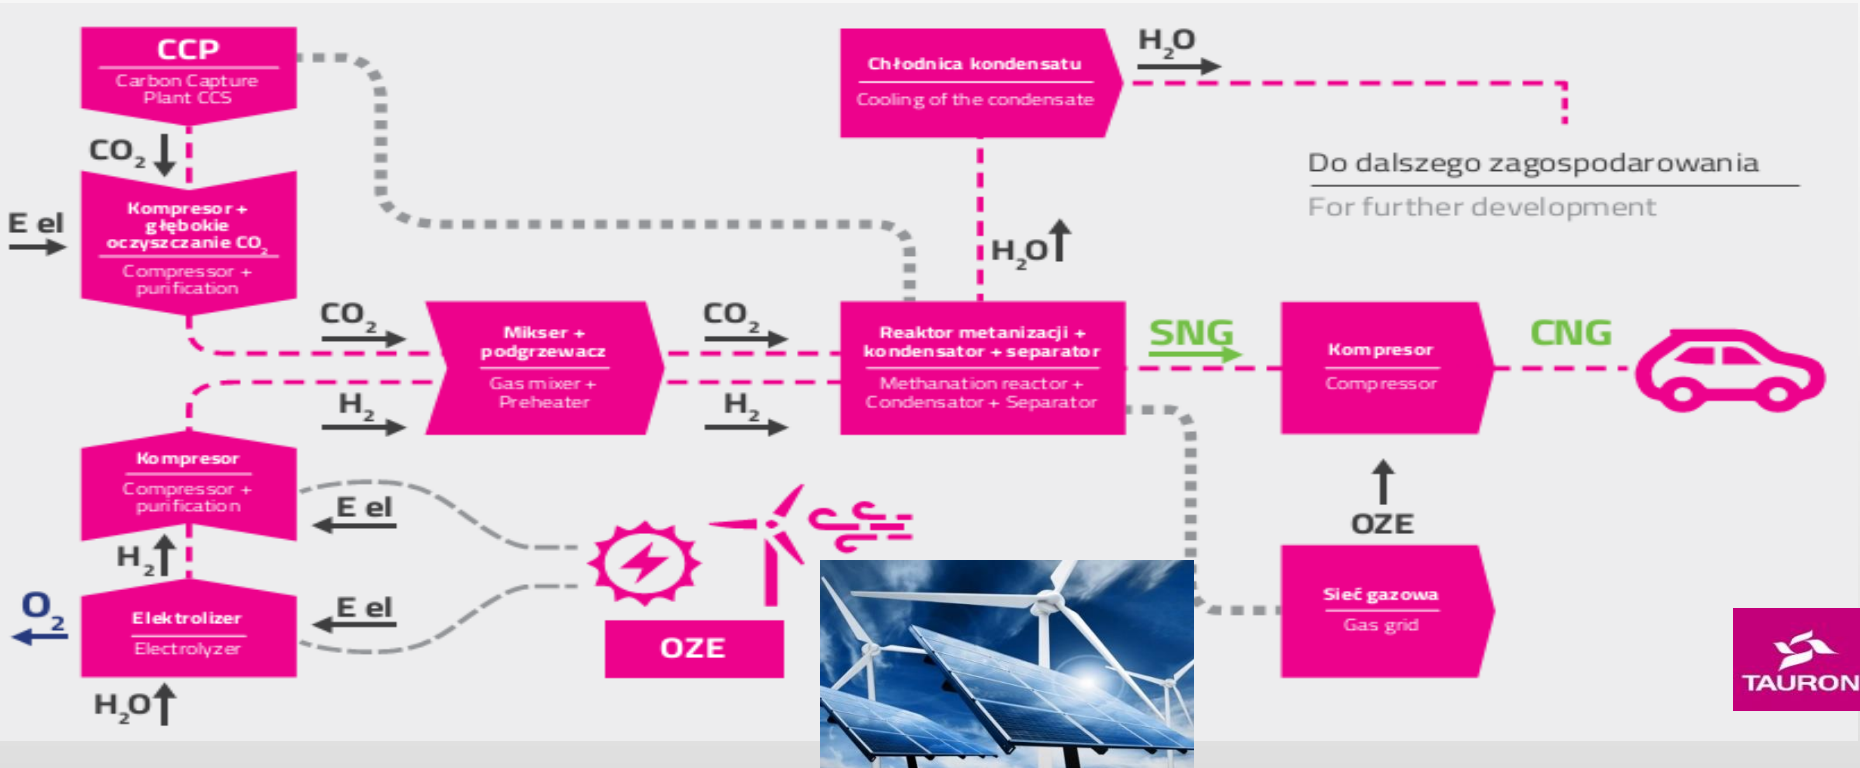 CCP
Carbon Capture
Plant CCS
CO₂
E el
Kompresor +
głębokie
oczyszczanie CO₂
Compressor +
purification
CO₂
H₂
Mikser +
podgrzewacz
Gas mixer +
Preheater
CO₂
H₂
Chłodnica kondensatu
Cooling of the condensate
H₂O
Do dalszego zagospodarowania
For further development
H₂O
Reaktor metanizacji +
kondensator + separator
Methanation reactor +
Condensator + Separator
SNG
Kompresor
Compressor
CNG
Kompresor
Compressor +
purification
E el
H₂
O₂
Elektrolizer
Electrolyzer
E el
H₂O
OZE
OZE
Sieć gazowa
Gas grid
TAURON